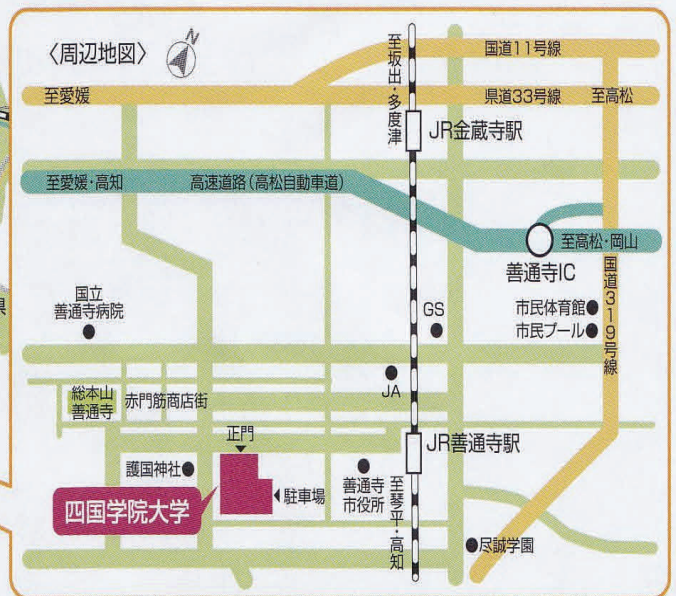 〈周辺地図〉
N
至坂出・多度津
国道11号線
至愛媛
県道33号線
至高松
JR金蔵寺駅
至愛媛・高知
高速道路(高松自動車道)
至高松・岡山
善通寺IC
国道319号線
国立
善通寺病院
GS
市民体育館
市民プール
JA
総本山
善通寺
赤門筋商店街
正門
JR善通寺駅
護国神社
駐車場
善通寺
市役所
至琴平・高知
四国学院大学
尽誠学園
県